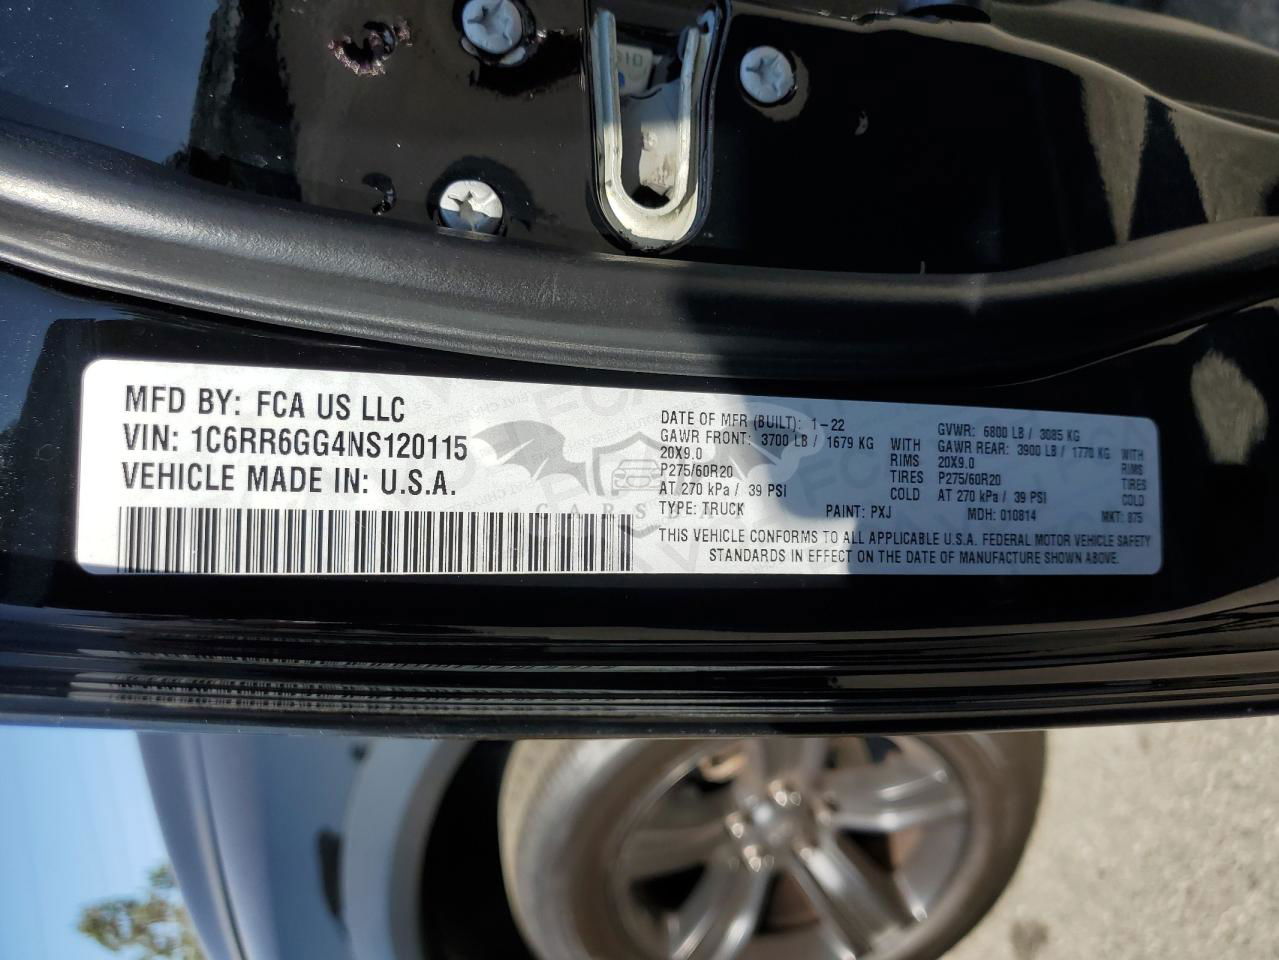 MFD BY: FCA US LLC
VIN: 1C6RR6GG4NS120115
VEHICLE MADE IN: U.S.A.
DATE OF MFR (BUILT): 1-22 GVWR: 6800 LB / 3085 KG
GAWR FRONT: 3700 LB / 1679 KG WITH GAWR REAR: 3900 LB / 1770 KG WITH
20X9.0 RIMS 20X9.0 RIMS
P275/60R20 TIRES P275/60R20 TIRES
AT 270 kPa / 39 PSI COLD AT 270 kPa / 39 PSI COLD
TYPE: TRUCK PAINT: PXJ MDH: 010814 MKT: 875
THIS VEHICLE CONFORMS TO ALL APPLICABLE U.S.A. FEDERAL MOTOR VEHICLE SAFETY
STANDARDS IN EFFECT ON THE DATE OF MANUFACTURE SHOWN ABOVE.